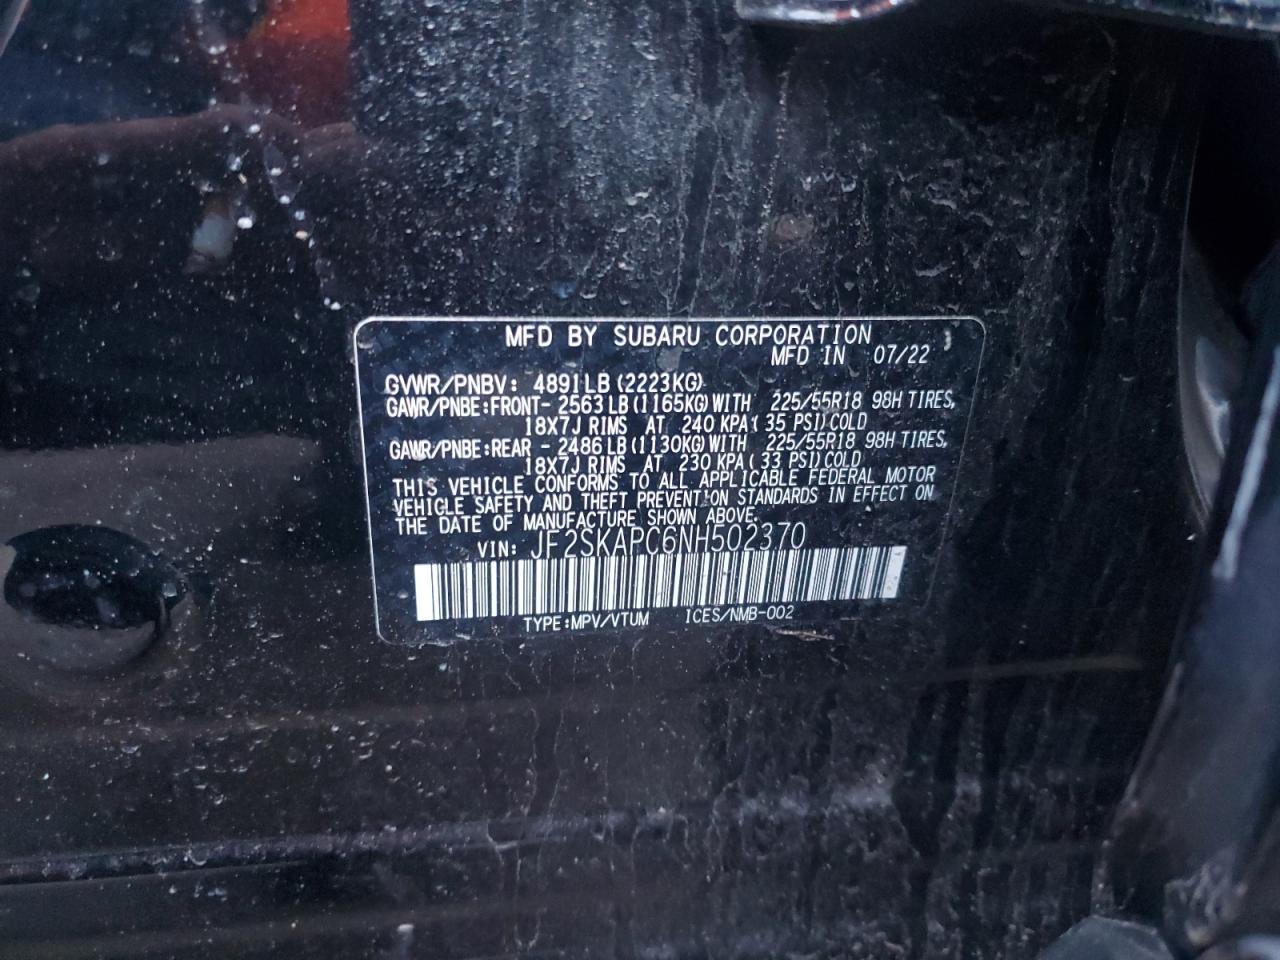 MFD BY SUBARU CORPORATION
MFD IN 07/22
GVWR/PNBV: 4891LB (2223KG)
GAWR/PNBE:FRONT- 2563LB (1165KG) WITH 225/55R18 98H TIRES,
18X7J RIMS AT 240 KPA( 35 PSI) COLD
GAWR/PNBE:REAR - 2486LB (1130KG) WITH 225/55R18 98H TIRES,
18X7J RIMS AT 230 KPA( 33 PSI) COLD
THIS VEHICLE CONFORMS TO ALL APPLICABLE FEDERAL MOTOR
VEHICLE SAFETY AND THEFT PREVENTION STANDARDS IN EFFECT ON
THE DATE OF MANUFACTURE SHOWN ABOVE.
VIN: JF2SKAPC6NH502370
TYPE:MPV/VTUM ICES/NMB-002